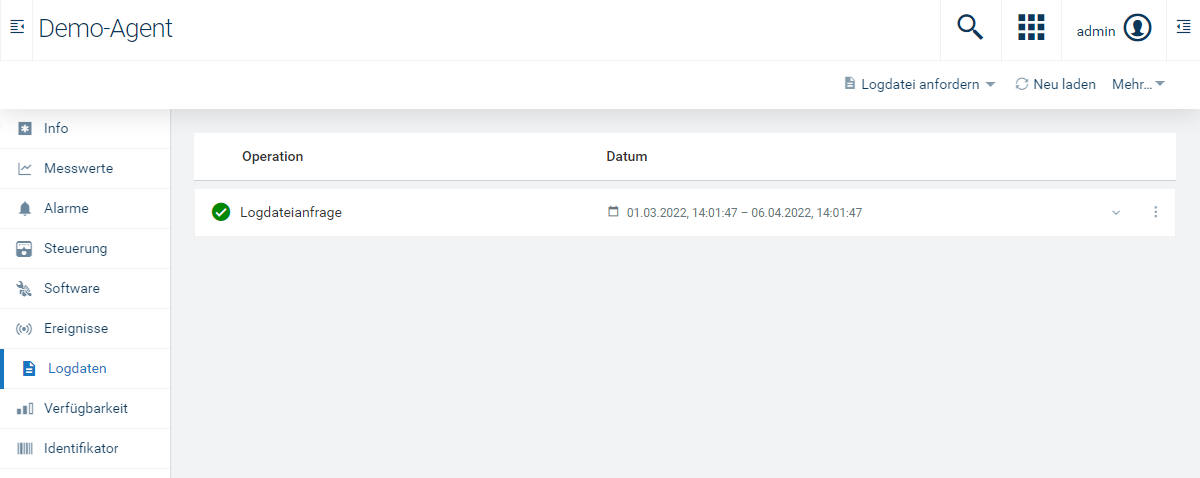 Demo-Agent
admin
Logdatei anfordern
Neu laden
Mehr...
Info
Messwerte
Alarme
Steuerung
Software
Ereignisse
Logdaten
Verfügbarkeit
Identifikator
Operation Datum
Logdateianfrage 01.03.2022, 14:01:47 – 06.04.2022, 14:01:47